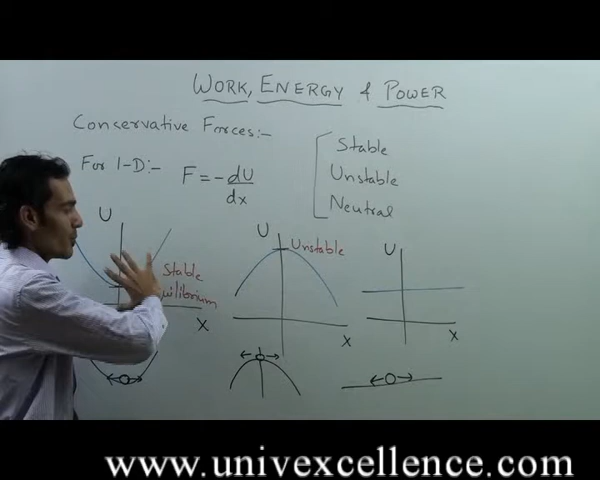 WORK, ENERGY & POWER
Conservative Forces:-
For 1-D:- F = - dU/dx
Stable
Unstable
Neutral
U
Stable
X
U
Unstable
X
U
X
www.univexcellence.com